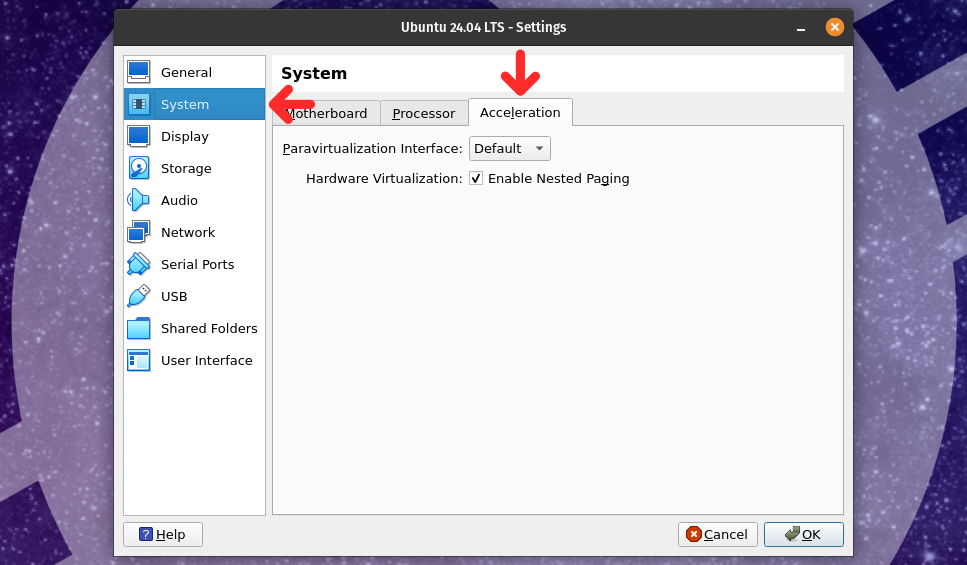 Ubuntu 24.04 LTS - Settings
General
System
Display
Storage
Audio
Network
Serial Ports
USB
Shared Folders
User Interface
System
Motherboard Processor Acceleration
Paravirtualization Interface: Default
Hardware Virtualization: Enable Nested Paging
Help Cancel OK